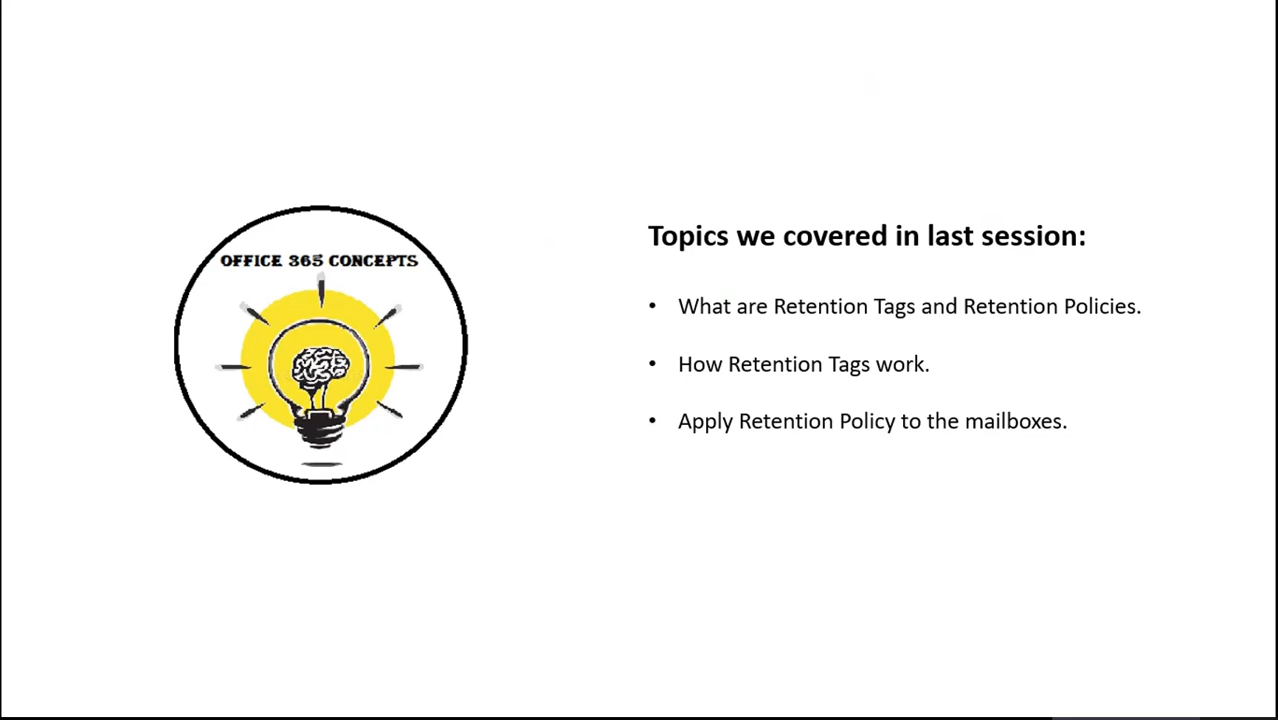 OFFICE 365 CONCEPTS
Topics we covered in last session:
• What are Retention Tags and Retention Policies.
• How Retention Tags work.
• Apply Retention Policy to the mailboxes.